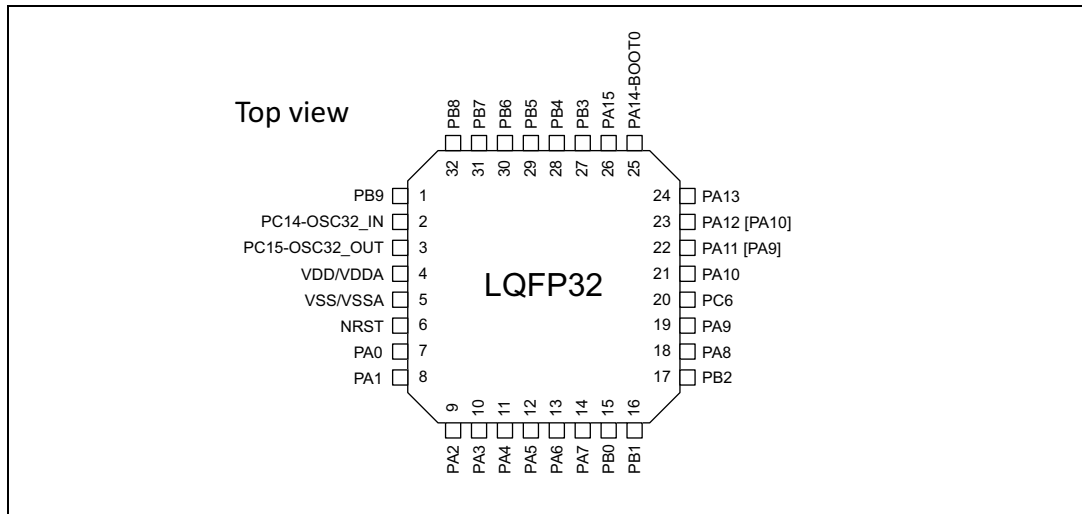 Top view
PB8
PB7
PB6
PB5
PB4
PB3
PA15
PA14-BOOT0
32
31
30
29
28
27
26
25
PB9 1
PC14-OSC32_IN 2
PC15-OSC32_OUT 3
VDD/VDDA 4
VSS/VSSA 5
NRST 6
PA0 7
PA1 8
LQFP32
24 PA13
23 PA12 [PA10]
22 PA11 [PA9]
21 PA10
20 PC6
19 PA9
18 PA8
17 PB2
9
10
11
12
13
14
15
16
PA2
PA3
PA4
PA5
PA6
PA7
PB0
PB1